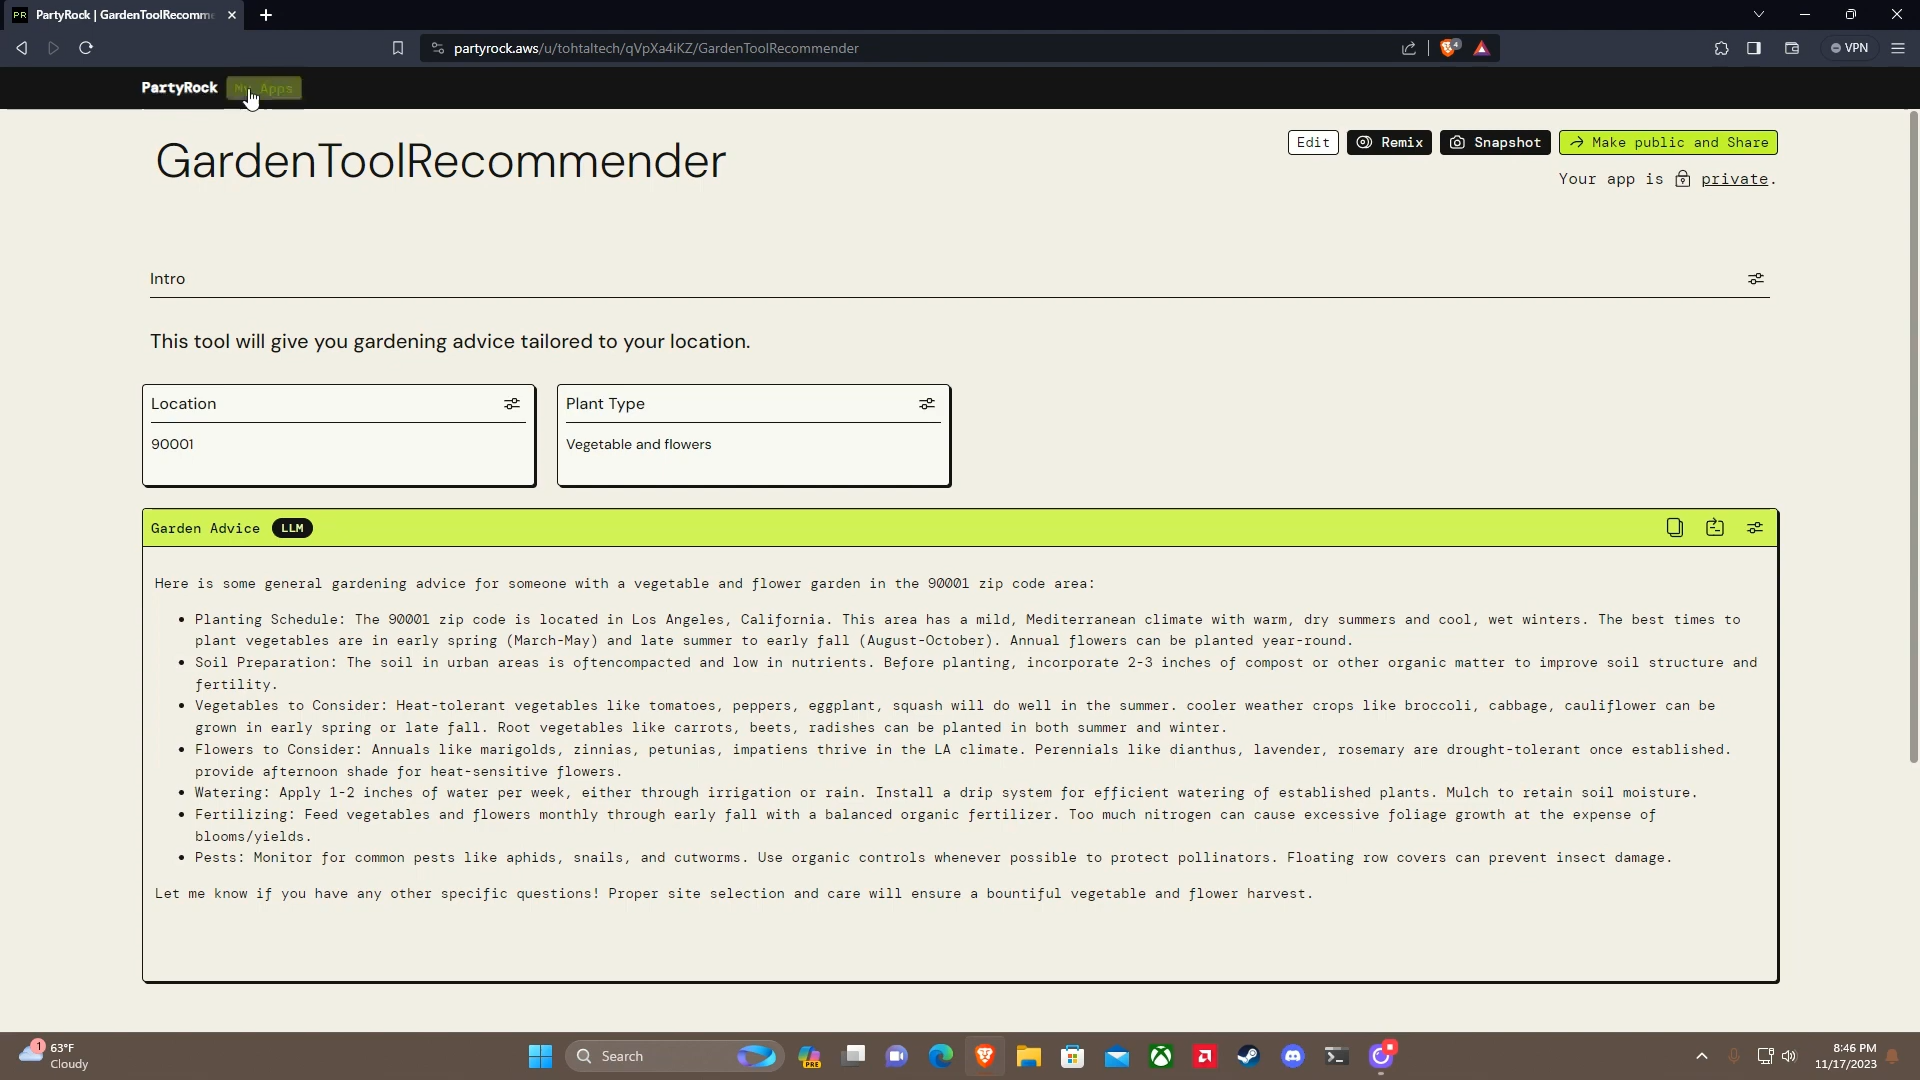 PR PartyRock | GardenToolRecomme
partyrock.aws/u/tohtaltech/qVpXa4iKZ/GardenToolRecommender
4
VPN
PartyRock
My Apps
GardenToolRecommender
Edit
Remix
Snapshot
Make public and Share
Your app is private.
Intro
This tool will give you gardening advice tailored to your location.
Location
90001
Plant Type
Vegetable and flowers
Garden Advice LLM
Here is some general gardening advice for someone with a vegetable and flower garden in the 90001 zip code area:
• Planting Schedule: The 90001 zip code is located in Los Angeles, California. This area has a mild, Mediterranean climate with warm, dry summers and cool, wet winters. The best times to
plant vegetables are in early spring (March-May) and late summer to early fall (August-October). Annual flowers can be planted year-round.
• Soil Preparation: The soil in urban areas is oftencompacted and low in nutrients. Before planting, incorporate 2-3 inches of compost or other organic matter to improve soil structure and
fertility.
• Vegetables to Consider: Heat-tolerant vegetables like tomatoes, peppers, eggplant, squash will do well in the summer. cooler weather crops like broccoli, cabbage, cauliflower can be
grown in early spring or late fall. Root vegetables like carrots, beets, radishes can be planted in both summer and winter.
• Flowers to Consider: Annuals like marigolds, zinnias, petunias, impatiens thrive in the LA climate. Perennials like dianthus, lavender, rosemary are drought-tolerant once established.
provide afternoon shade for heat-sensitive flowers.
• Watering: Apply 1-2 inches of water per week, either through irrigation or rain. Install a drip system for efficient watering of established plants. Mulch to retain soil moisture.
• Fertilizing: Feed vegetables and flowers monthly through early fall with a balanced organic fertilizer. Too much nitrogen can cause excessive foliage growth at the expense of
blooms/yields.
• Pests: Monitor for common pests like aphids, snails, and cutworms. Use organic controls whenever possible to protect pollinators. Floating row covers can prevent insect damage.
Let me know if you have any other specific questions! Proper site selection and care will ensure a bountiful vegetable and flower harvest.
1
63°F
Cloudy
Search
PRE
8:46 PM
11/17/2023